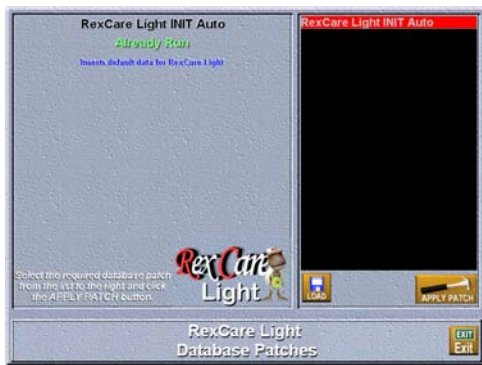 RexCare Light INIT Auto
Already Run
Inserts default data for RexCare Light
Select the required database patch
from the list to the right and click
the APPLY PATCH button.
RexCare
Light
RexCare Light INIT Auto
LOAD
APPLY PATCH
RexCare Light
Database Patches
EXIT
Exit